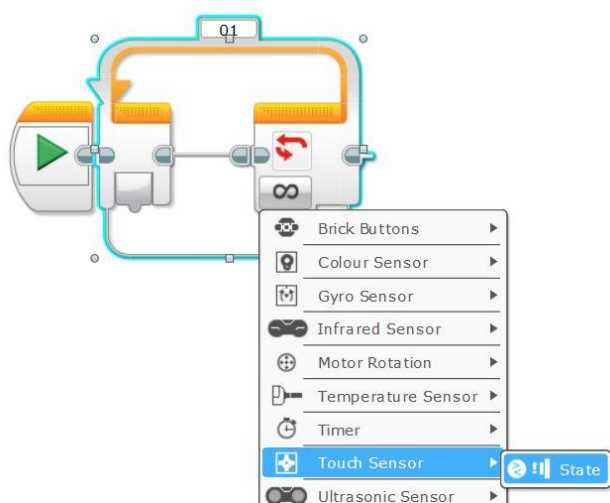 01
Brick Buttons
Colour Sensor
Gyro Sensor
Infrared Sensor
Motor Rotation
Temperature Sensor
Timer
Touch Sensor
State
Ultrasonic Sensor